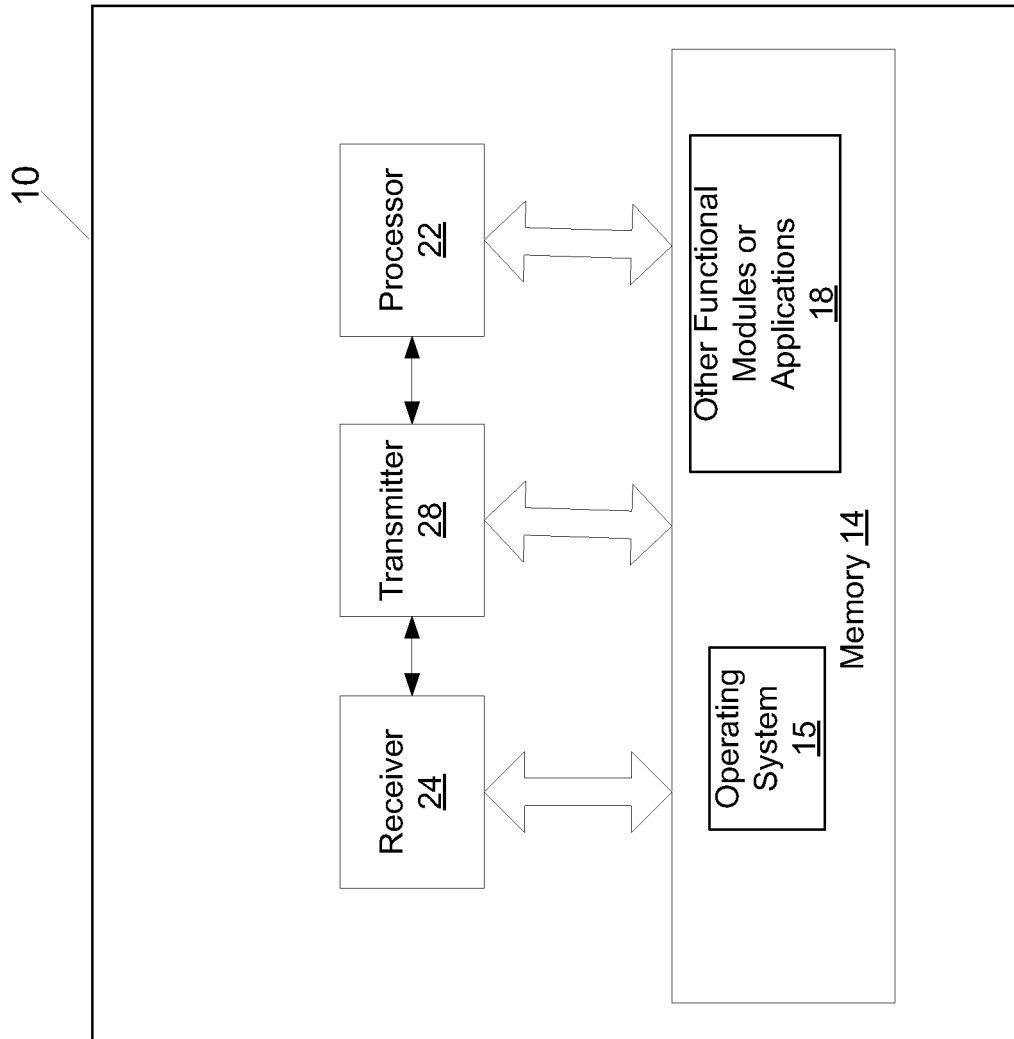 10
Receiver
24
Transmitter
28
Processor
22
Operating
System
15
Other Functional
Modules or
Applications
18
Memory 14